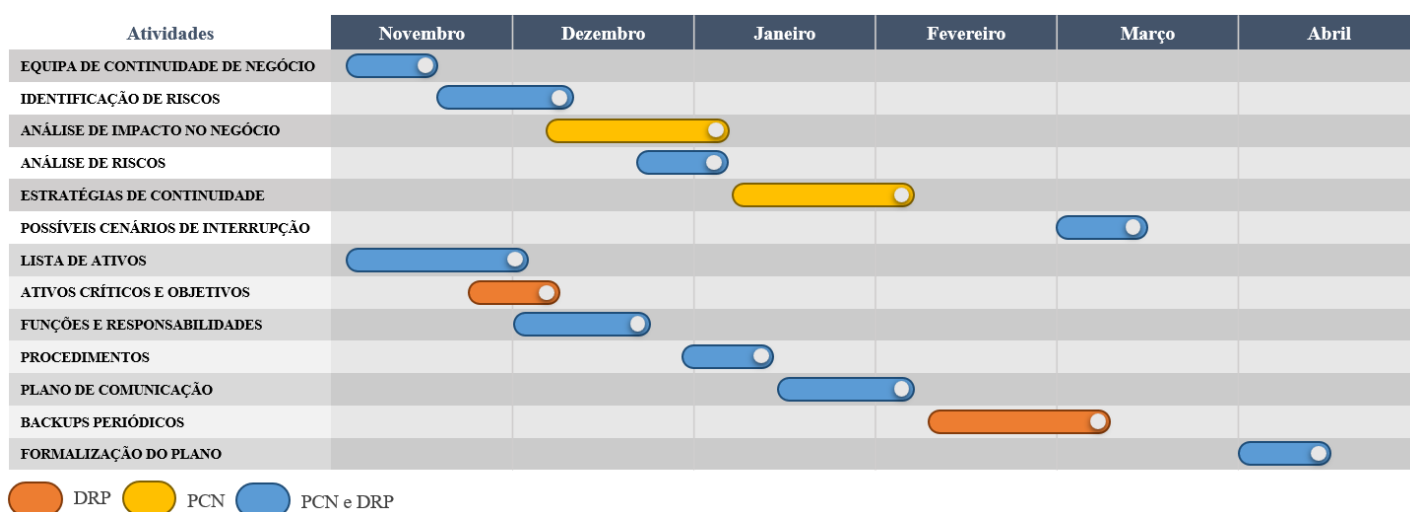 Atividades Novembro Dezembro Janeiro Fevereiro Março Abril
EQUIPA DE CONTINUIDADE DE NEGÓCIO
IDENTIFICAÇÃO DE RISCOS
ANÁLISE DE IMPACTO NO NEGÓCIO
ANÁLISE DE RISCOS
ESTRATÉGIAS DE CONTINUIDADE
POSSÍVEIS CENÁRIOS DE INTERRUPÇÃO
LISTA DE ATIVOS
ATIVOS CRÍTICOS E OBJETIVOS
FUNÇÕES E RESPONSABILIDADES
PROCEDIMENTOS
PLANO DE COMUNICAÇÃO
BACKUPS PERIÓDICOS
FORMALIZAÇÃO DO PLANO
DRP PCN PCN e DRP